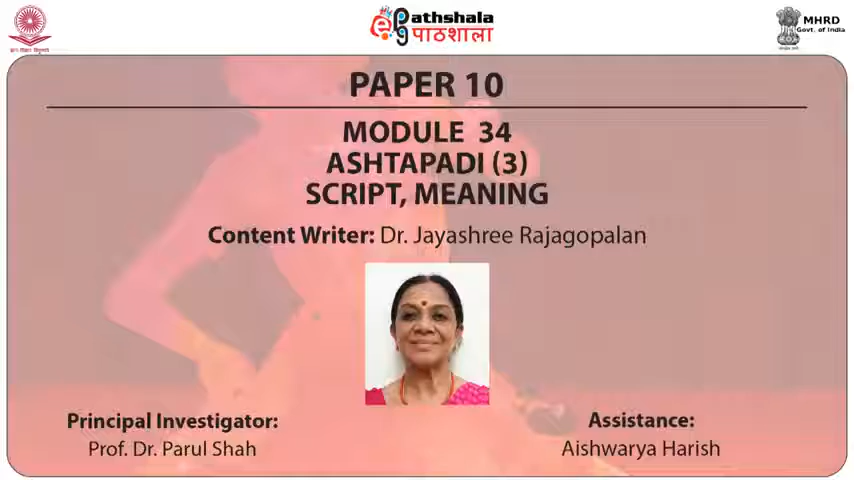 Pathshala
पाठशाला
MHRD
Govt. of India
PAPER 10
MODULE 34
ASHTAPADI (3)
SCRIPT, MEANING
Content Writer: Dr. Jayashree Rajagopalan
Principal Investigator:
Prof. Dr. Parul Shah
Assistance:
Aishwarya Harish